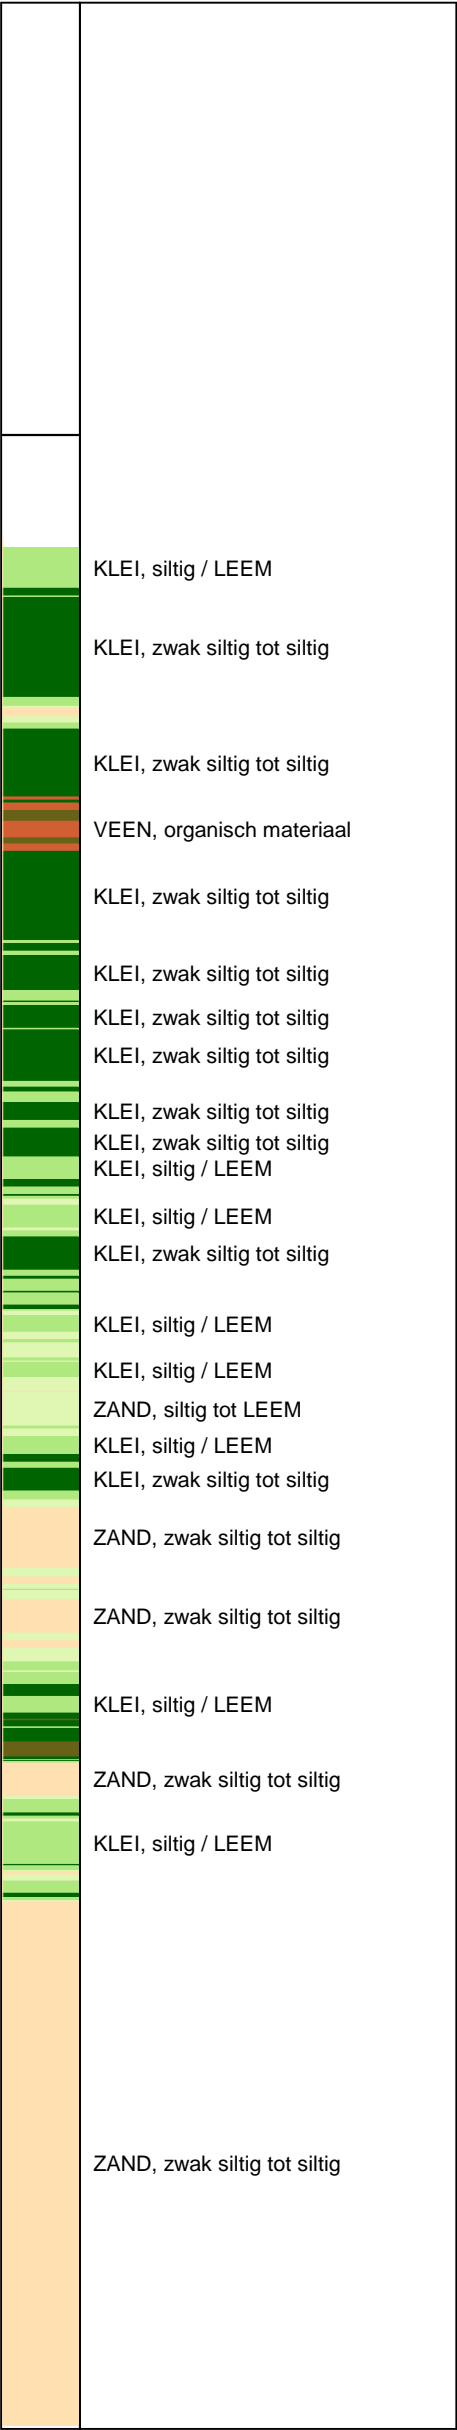 KLEI, siltig / LEEM
KLEI, zwak siltig tot siltig
KLEI, zwak siltig tot siltig
VEEN, organisch materiaal
KLEI, zwak siltig tot siltig
KLEI, zwak siltig tot siltig
KLEI, zwak siltig tot siltig
KLEI, zwak siltig tot siltig
KLEI, zwak siltig tot siltig
KLEI, zwak siltig tot siltig
KLEI, siltig / LEEM
KLEI, siltig / LEEM
KLEI, zwak siltig tot siltig
KLEI, siltig / LEEM
KLEI, siltig / LEEM
ZAND, siltig tot LEEM
KLEI, siltig / LEEM
KLEI, zwak siltig tot siltig
ZAND, zwak siltig tot siltig
ZAND, zwak siltig tot siltig
KLEI, siltig / LEEM
ZAND, zwak siltig tot siltig
KLEI, siltig / LEEM
ZAND, zwak siltig tot siltig